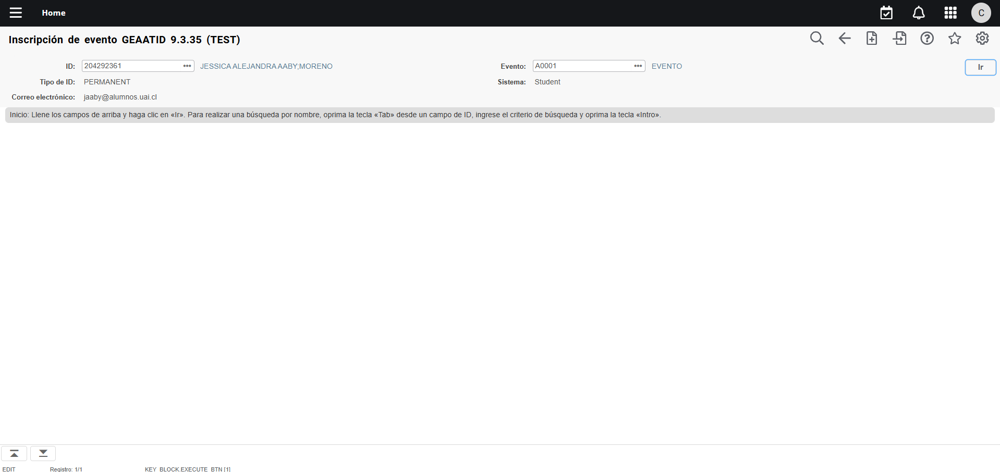 Home
C
Inscripción de evento GEAATID 9.3.35 (TEST)
ID: 204292361 ••• JESSICA ALEJANDRA AABY;MORENO Evento: A0001 ••• EVENTO Ir
Tipo de ID: PERMANENT Sistema: Student
Correo electrónico: jaaby@alumnos.uai.cl
Inicio: Llene los campos de arriba y haga clic en «Ir». Para realizar una búsqueda por nombre, oprima la tecla «Tab» desde un campo de ID, ingrese el criterio de búsqueda y oprima la tecla «Intro».
EDIT Registro: 1/1 KEY_BLOCK.EXECUTE_BTN [1]